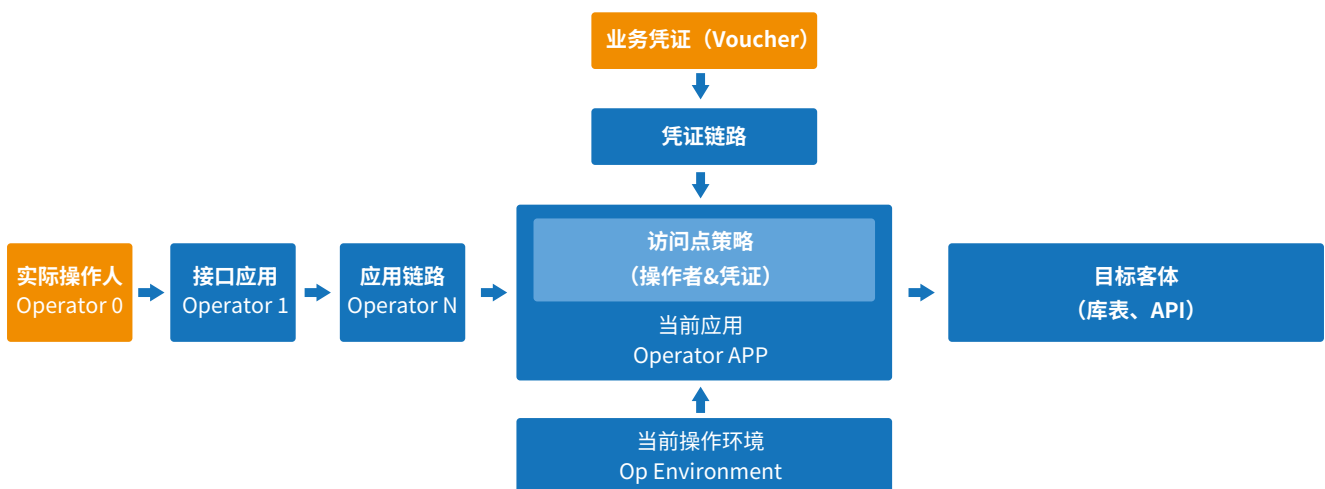 业务凭证（Voucher）
凭证链路
实际操作人
Operator 0
接口应用
Operator 1
应用链路
Operator N
访问点策略
（操作者&凭证）
当前应用
Operator APP
目标客体
（库表、API）
当前操作环境
Op Environment